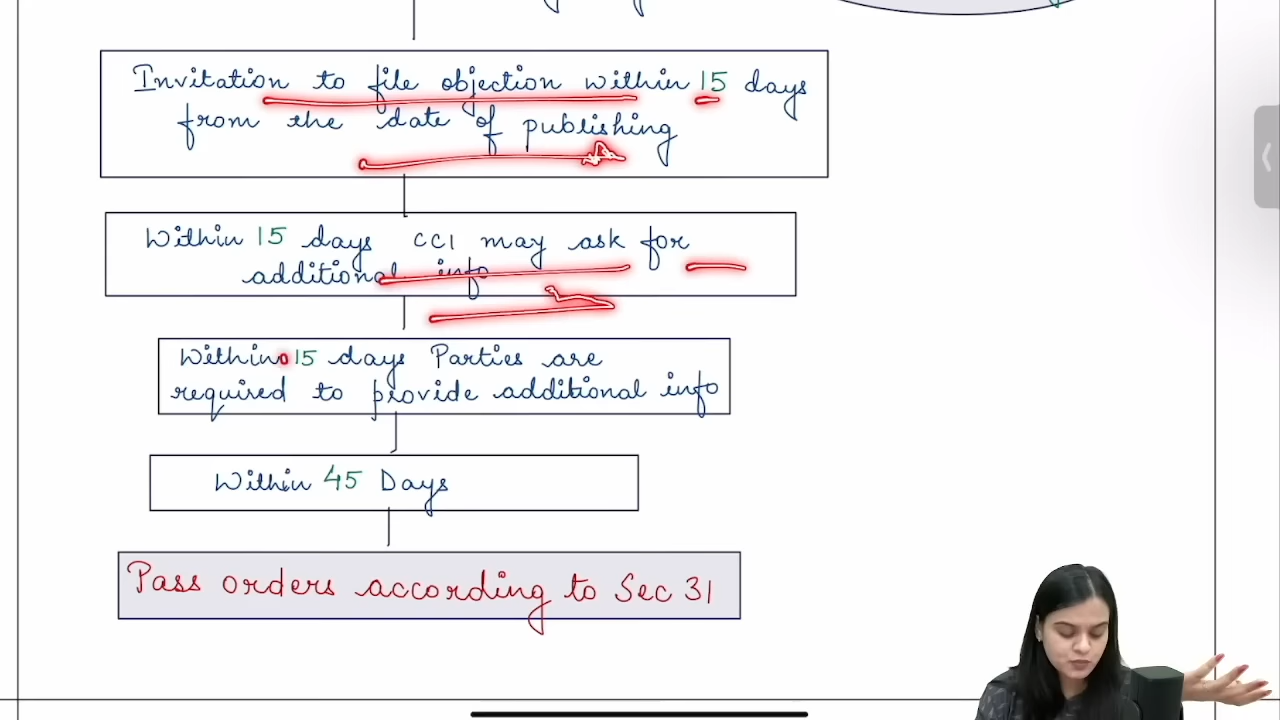 Invitation to file objection within 15 days
from the date of publishing
Within 15 days CCI may ask for
additional info
Within 15 days Parties are
required to provide additional info
Within 45 Days
Pass orders according to Sec 31